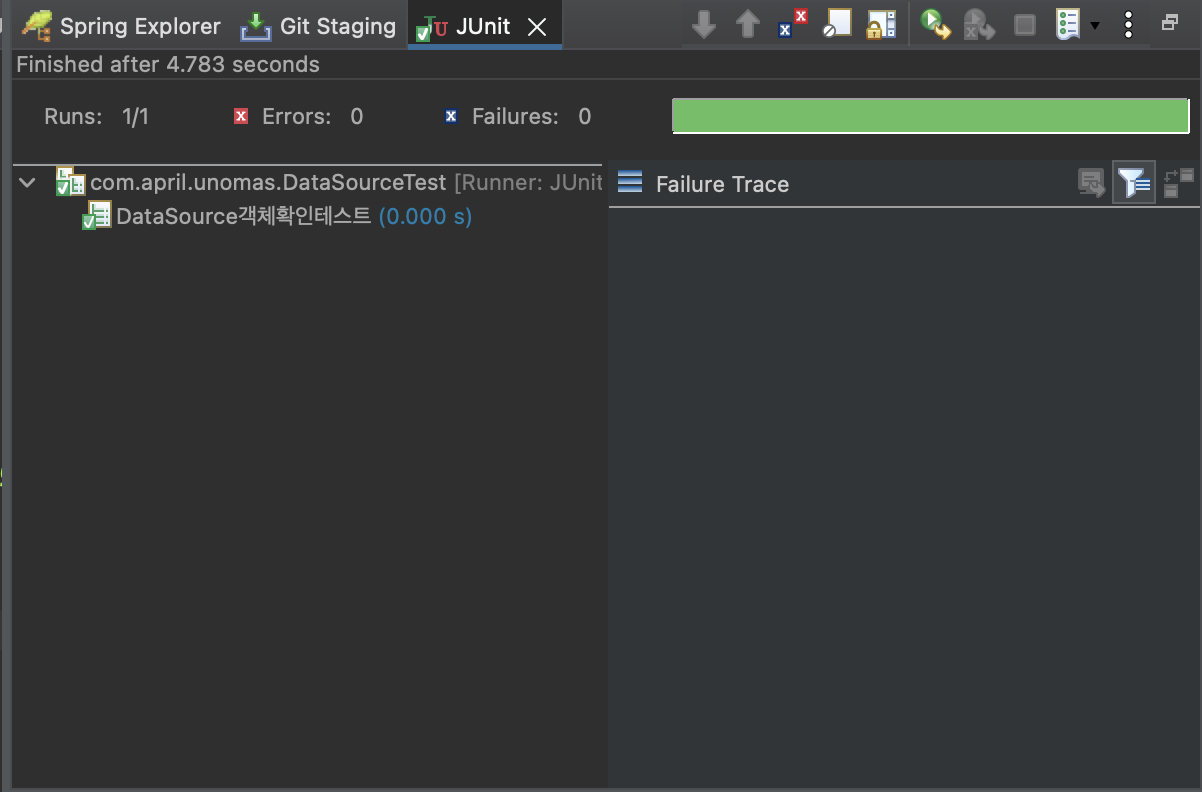 Spring Explorer Git Staging JUnit
Finished after 4.783 seconds
Runs: 1/1 Errors: 0 Failures: 0
com.april.unomas.DataSourceTest [Runner: JUnit
Failure Trace
DataSource객체확인테스트 (0.000 s)